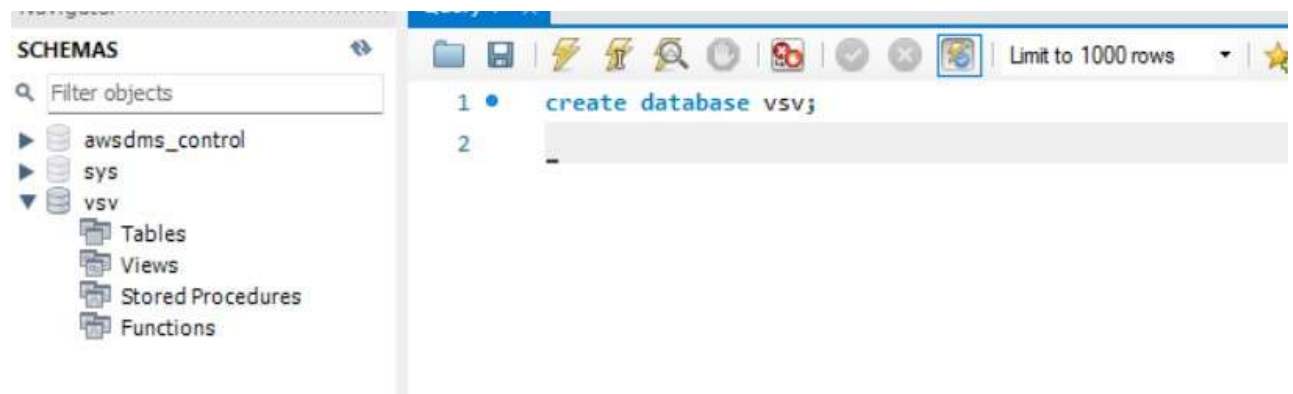 SCHEMAS
Filter objects
awsdms_control
sys
vsv
Tables
Views
Stored Procedures
Functions
Limit to 1000 rows
1 create database vsv;
2